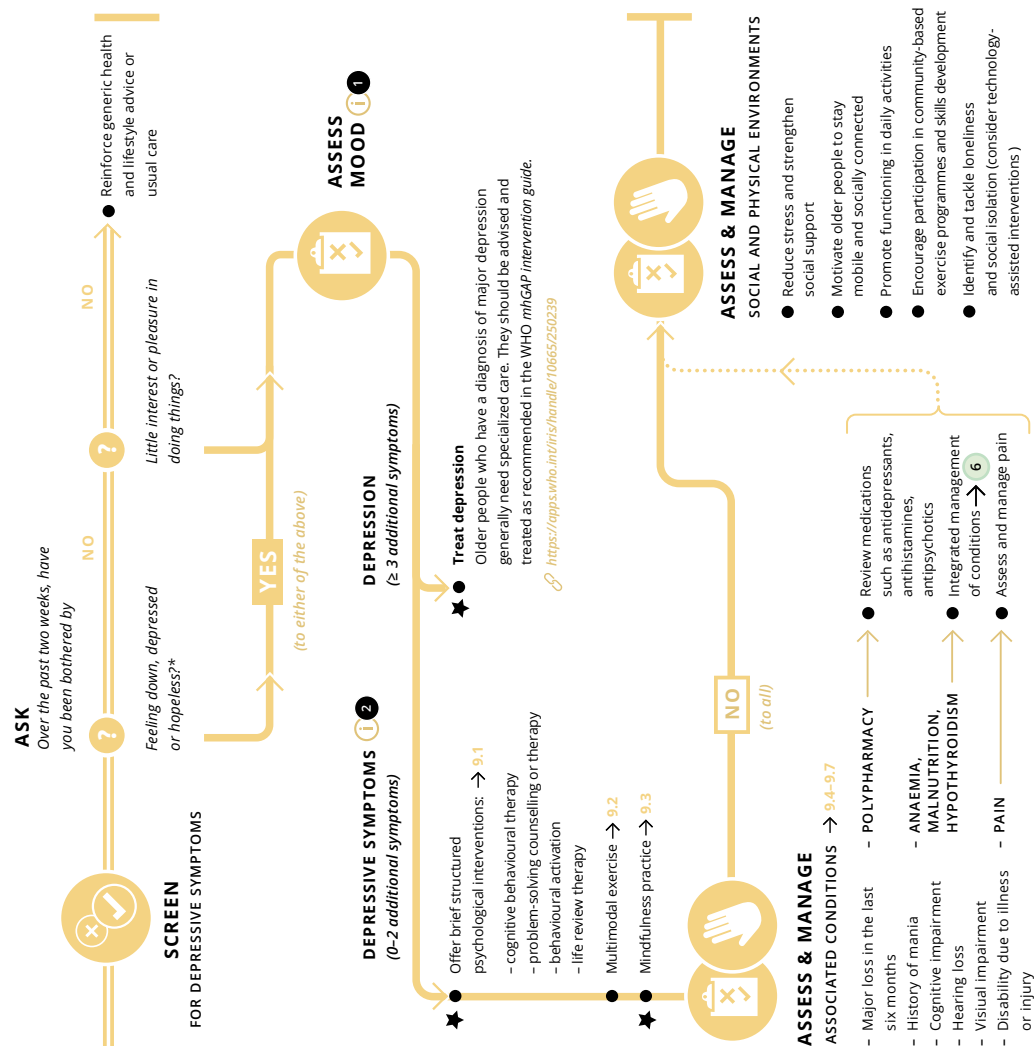 ASK
Over the past two weeks, have
you been bothered by
SCREEN
FOR DEPRESSIVE SYMPTOMS
?
Feeling down, depressed
or hopeless?*
NO
?
Little interest or pleasure in
doing things?
NO
Reinforce generic health
and lifestyle advice or
usual care
YES
(to either of the above)
ASSESS
MOOD i 1
DEPRESSIVE SYMPTOMS i 2
(0–2 additional symptoms)
Offer brief structured
psychological interventions: → 9.1
– cognitive behavioural therapy
– problem-solving counselling or therapy
– behavioural activation
– life review therapy
Multimodal exercise → 9.2
Mindfulness practice → 9.3
DEPRESSION
(≥ 3 additional symptoms)
Treat depression
Older people who have a diagnosis of major depression
generally need specialized care. They should be advised and
treated as recommended in the WHO mhGAP intervention guide.
https://apps.who.int/iris/handle/10665/250239
ASSESS & MANAGE
ASSOCIATED CONDITIONS → 9.4–9.7
– Major loss in the last
six months
– History of mania
– Cognitive impairment
– Hearing loss
– Visiual impairment
– Disability due to illness
or injury
– POLYPHARMACY
– ANAEMIA,
MALNUTRITION,
HYPOTHYROIDISM
– PAIN
Review medications
such as antidepressants,
antihistamines,
antipsychotics
Integrated management
of conditions → 6
Assess and manage pain
NO
(to all)
ASSESS & MANAGE
SOCIAL AND PHYSICAL ENVIRONMENTS
Reduce stress and strengthen
social support
Motivate older people to stay
mobile and socially connected
Promote functioning in daily activities
Encourage participation in community-based
exercise programmes and skills development
Identify and tackle loneliness
and social isolation (consider technology-
assisted interventions )